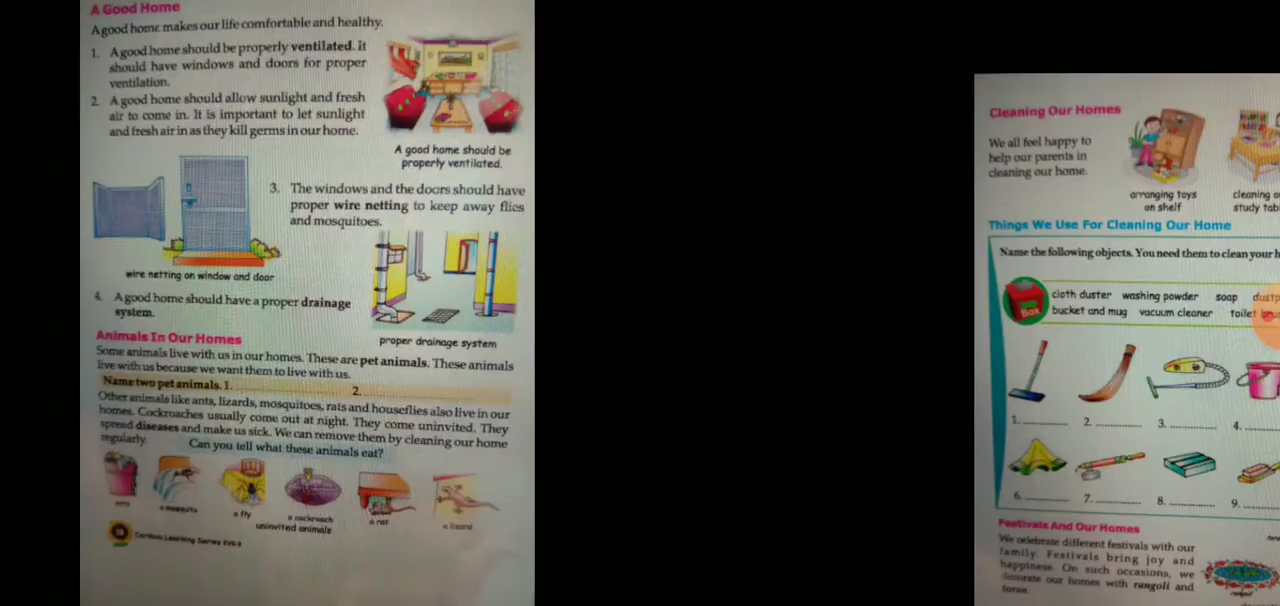 A Good Home
A good home makes our life comfortable and healthy.
1. A good home should be properly ventilated. It
should have windows and doors for proper
ventilation.
2. A good home should allow sunlight and fresh
air to come in. It is important to let sunlight
and fresh air in as they kill germs in our home.
A good home should be
properly ventilated.
3. The windows and the doors should have
proper wire netting to keep away flies
and mosquitoes.
wire netting on window and door
4. A good home should have a proper drainage
system.
proper drainage system
Animals In Our Homes
Some animals live with us in our homes. These are pet animals. These animals
live with us because we want them to live with us.
Name two pet animals. 1. 2.
Other animals like ants, lizards, mosquitoes, rats and houseflies also live in our
homes. Cockroaches usually come out at night. They come uninvited. They
spread diseases and make us sick. We can remove them by cleaning our home
regularly.
Can you tell what these animals eat?
ants a mosquito a fly a cockroach a rat a lizard
uninvited animals
Learning Series EVS-2
Cleaning Our Homes
We all feel happy to
help our parents in
cleaning our home.
arranging toys
on shelf
cleaning
study
Things We Use For Cleaning Our Home
Name the following objects. You need them to clean your
Box
cloth duster washing powder soap
bucket and mug vacuum cleaner toilet
1. 2. 3. 4.
6. 7. 8. 9.
Festivals And Our Homes
We celebrate different festivals with our
family. Festivals bring joy and
happiness. On such occasions, we
decorate our homes with rangoli and
rangoli